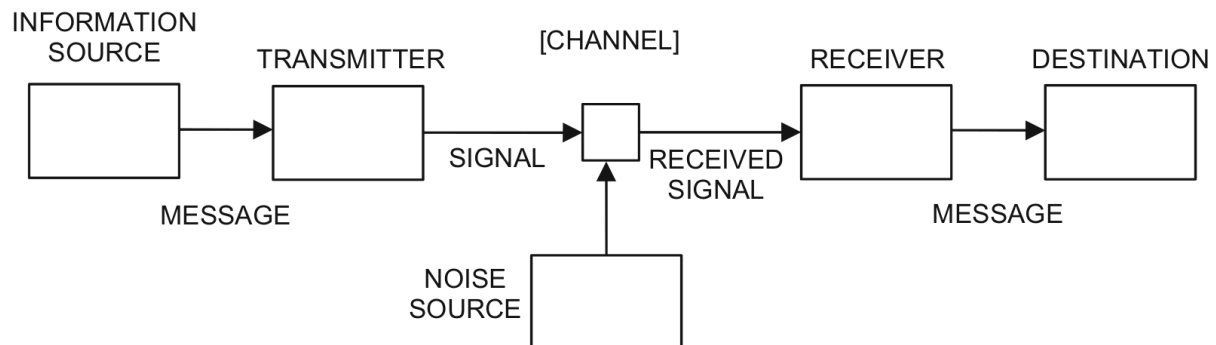 INFORMATION
SOURCE
TRANSMITTER
[CHANNEL]
RECEIVER
DESTINATION
SIGNAL
RECEIVED
SIGNAL
MESSAGE
MESSAGE
NOISE
SOURCE